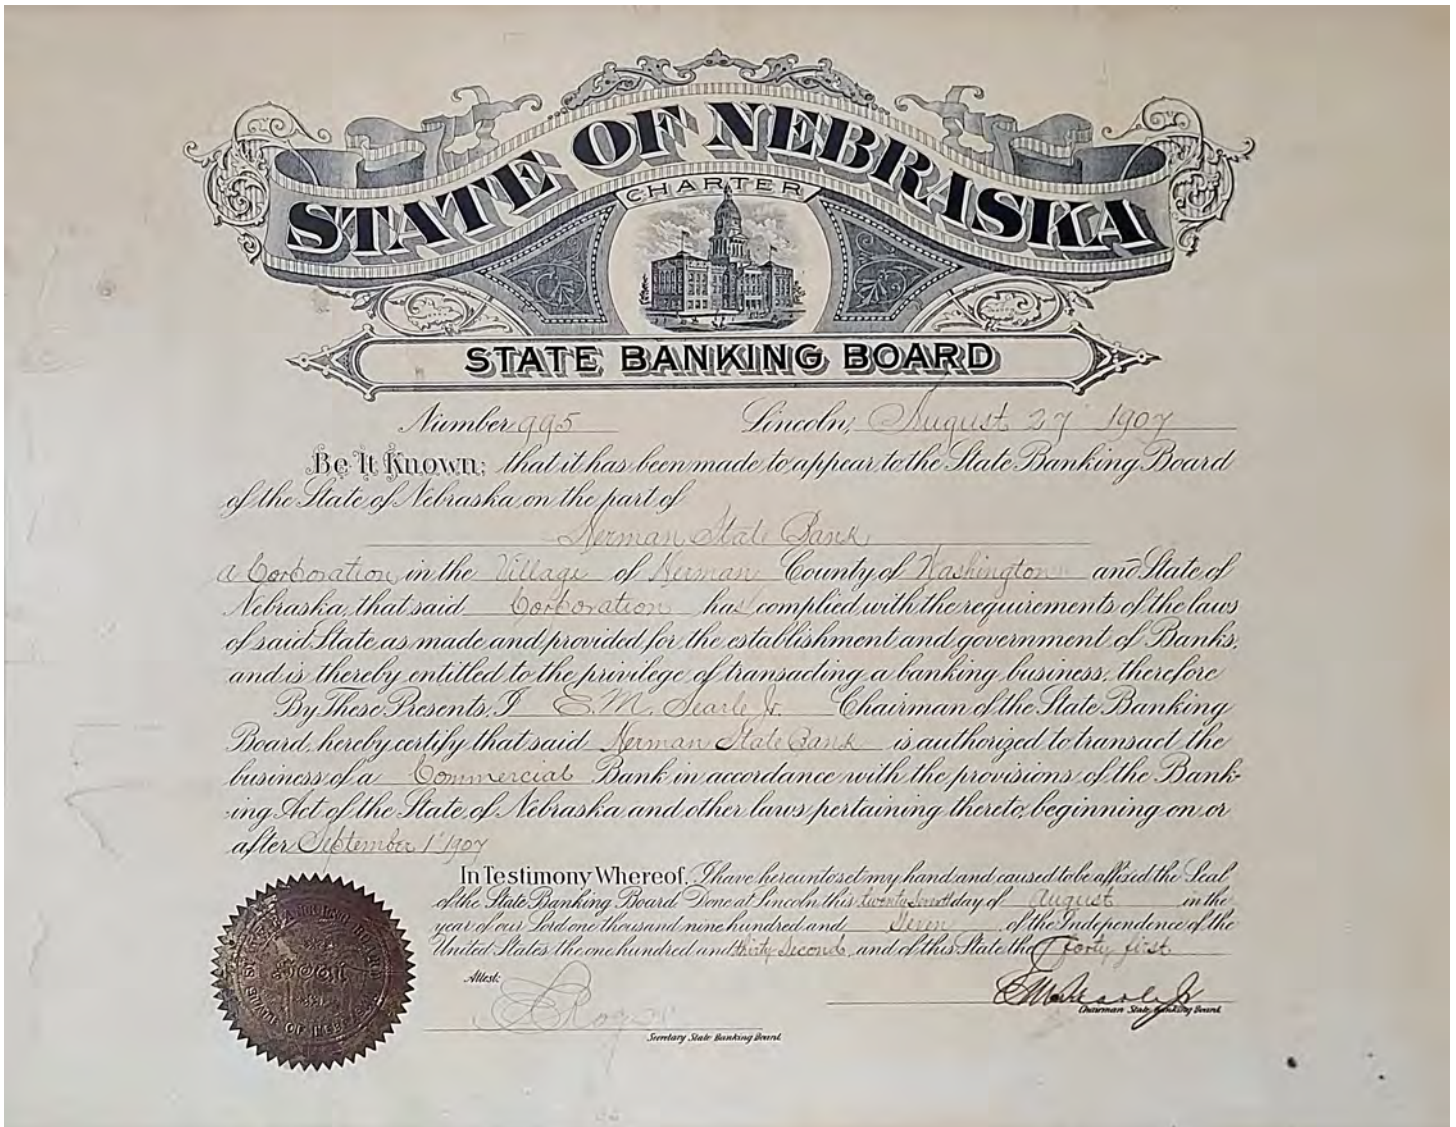 STATE OF NEBRASKA
CHARTER
STATE BANKING BOARD
Number 995 Lincoln, August 27 1907
Be It Known; that it has been made to appear to the State Banking Board
of the State of Nebraska on the part of
Herman State Bank
a Corporation in the Village of Herman County of Washington and State of
Nebraska, that said Corporation has complied with the requirements of the laws
of said State as made and provided for the establishment and government of Banks,
and is thereby entitled to the privilege of transacting a banking business, therefore
By These Presents, I E. M. Searle Jr. Chairman of the State Banking
Board, hereby certify that said Herman State Bank is authorized to transact the
business of a Commercial Bank in accordance with the provisions of the Bank-
ing Act of the State of Nebraska and other laws pertaining thereto, beginning on or
after September 1st 1907
In Testimony Whereof, I have hereunto set my hand and caused to be affixed the Seal
of the State Banking Board Done at Lincoln this twenty seventh day of August in the
year of our Lord one thousand nine hundred and Seven of the Independence of the
United States the one hundred and thirty second and of this State the forty first
Attest:
E M Searle Jr
Chairman State Banking Board
Secretary State Banking Board
STATE OF NEBRASKA